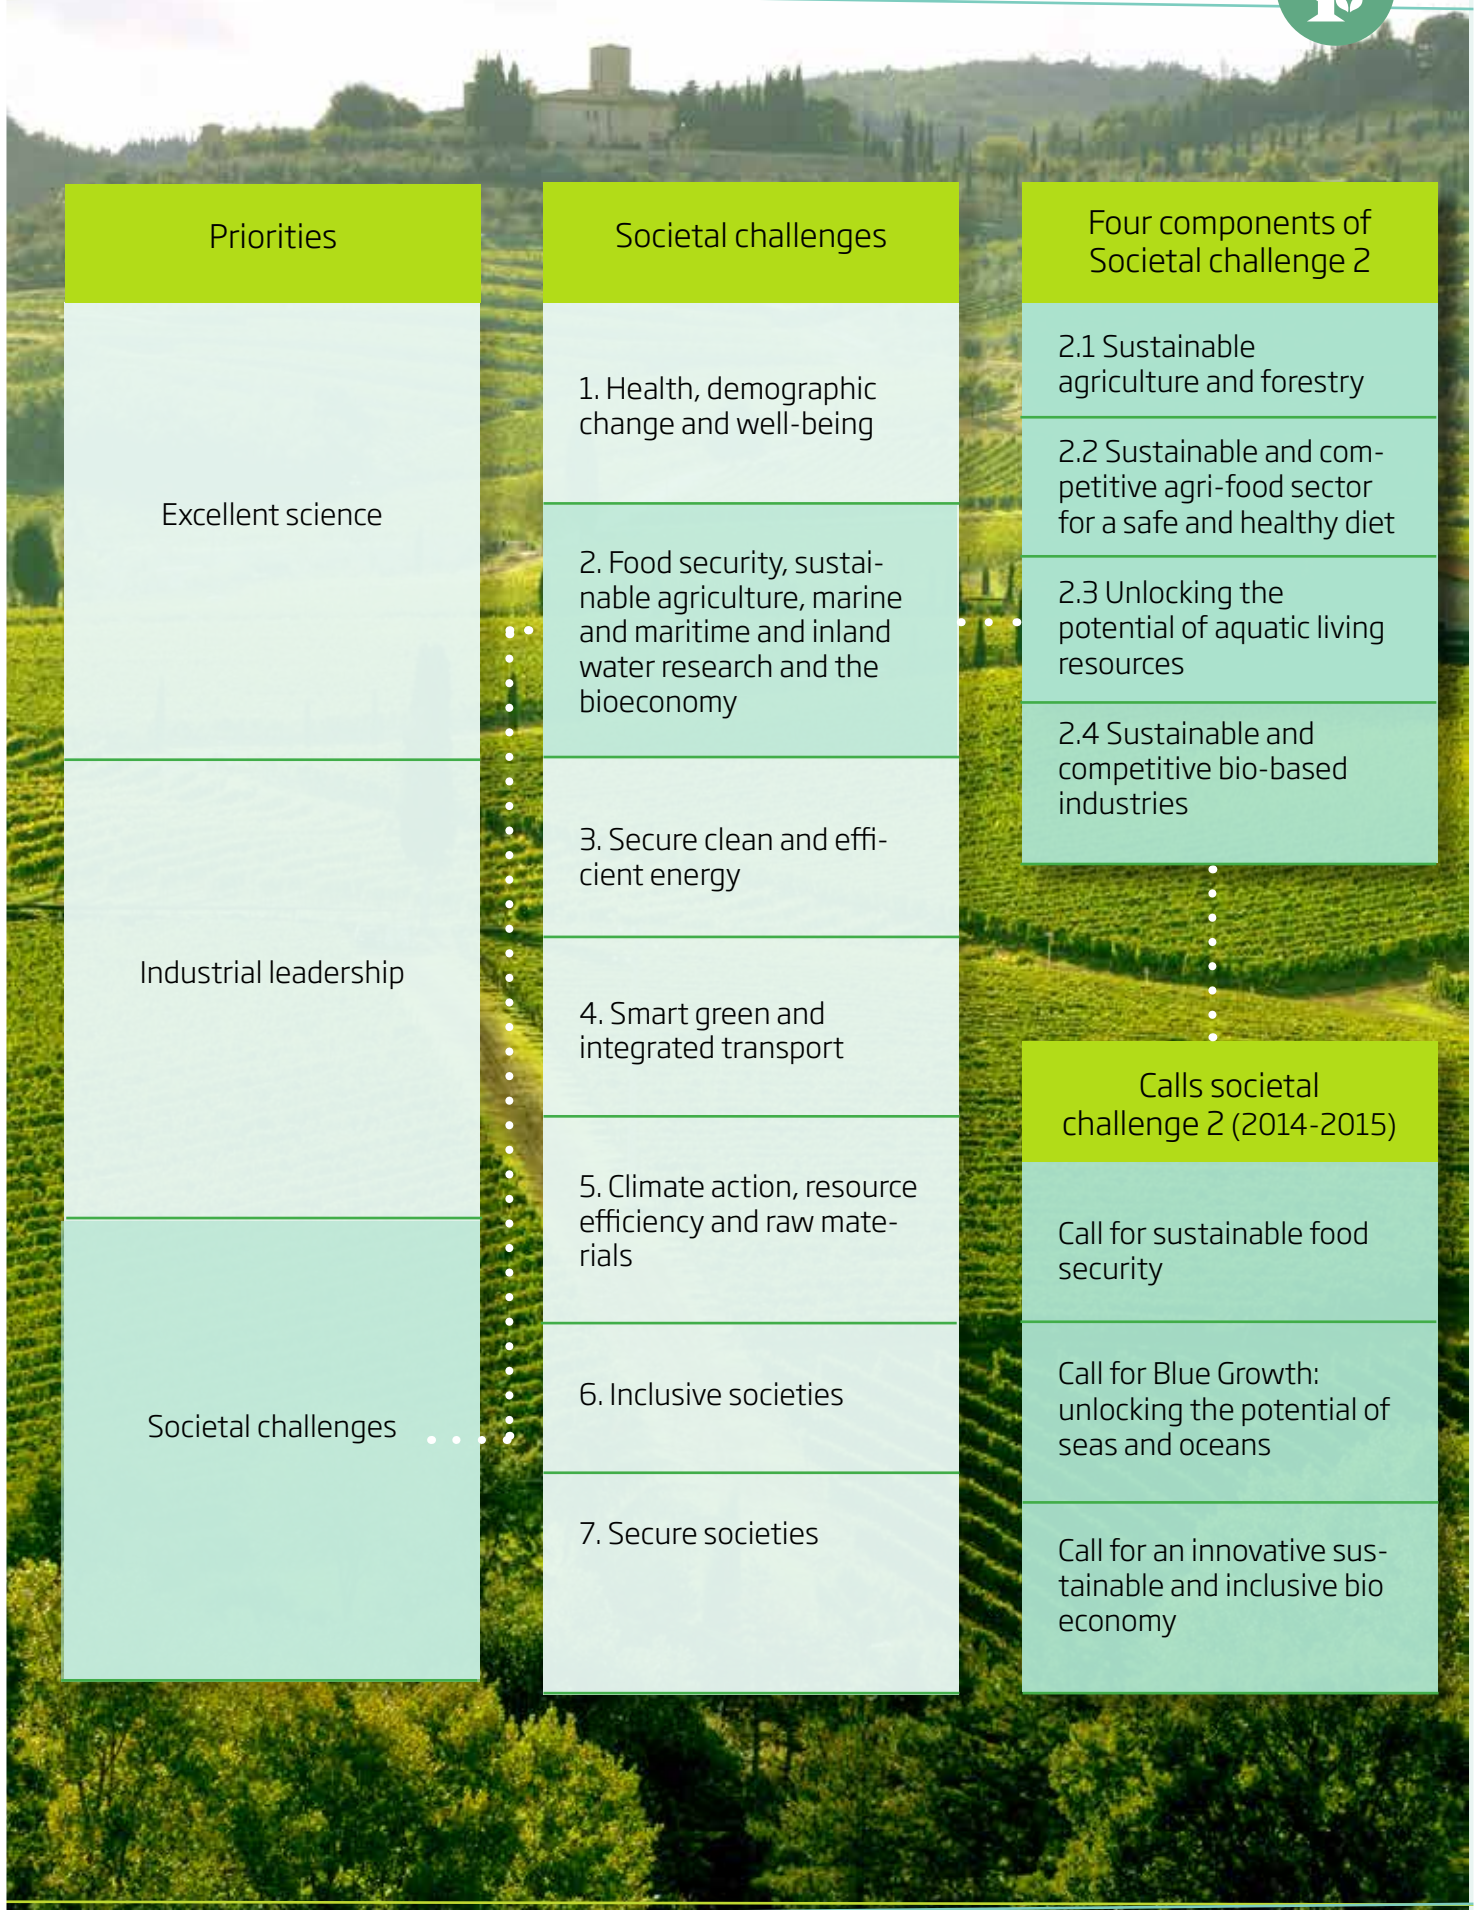 Priorities
Excellent science
Industrial leadership
Societal challenges
Societal challenges
1. Health, demographic
change and well-being
2. Food security, sustai-
nable agriculture, marine
and maritime and inland
water research and the
bioeconomy
3. Secure clean and effi-
cient energy
4. Smart green and
integrated transport
5. Climate action, resource
efficiency and raw mate-
rials
6. Inclusive societies
7. Secure societies
Four components of
Societal challenge 2
2.1 Sustainable
agriculture and forestry
2.2 Sustainable and com-
petitive agri-food sector
for a safe and healthy diet
2.3 Unlocking the
potential of aquatic living
resources
2.4 Sustainable and
competitive bio-based
industries
Calls societal
challenge 2 (2014-2015)
Call for sustainable food
security
Call for Blue Growth:
unlocking the potential of
seas and oceans
Call for an innovative sus-
tainable and inclusive bio
economy